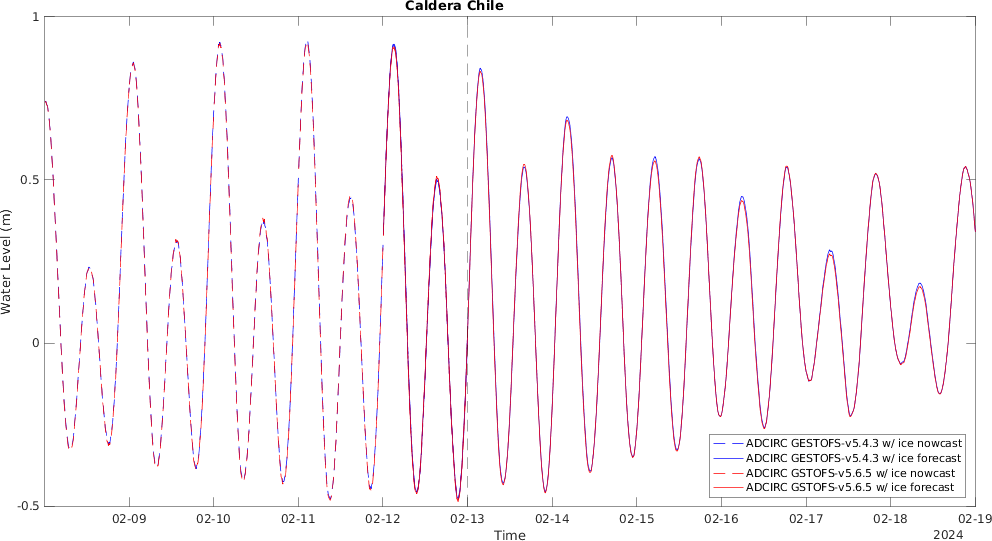 Caldera Chile
1
0.5
0
-0.5
Water Level (m)
ADCIRC GESTOFS-v5.4.3 w/ ice nowcast
ADCIRC GESTOFS-v5.4.3 w/ ice forecast
ADCIRC GSTOFS-v5.6.5 w/ ice nowcast
ADCIRC GSTOFS-v5.6.5 w/ ice forecast
02-09 02-10 02-11 02-12 02-13 02-14 02-15 02-16 02-17 02-18 02-19
Time
2024